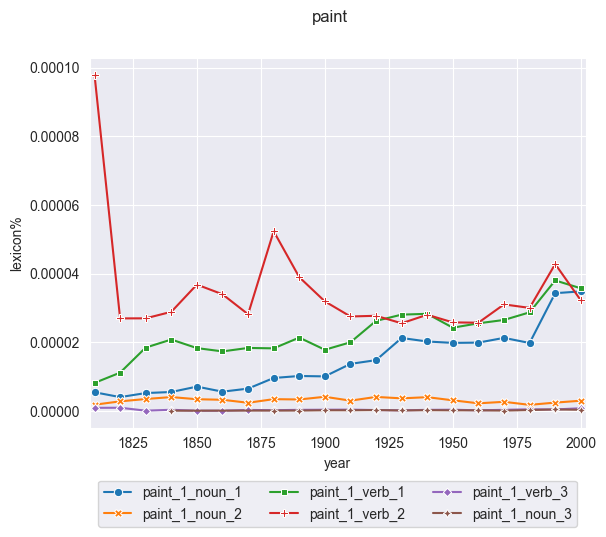 paint
0.00010
0.00008
0.00006
0.00004
0.00002
0.00000
lexicon%
1825 1850 1875 1900 1925 1950 1975 2000
year
paint_1_noun_1 paint_1_verb_1 paint_1_verb_3
paint_1_noun_2 paint_1_verb_2 paint_1_noun_3